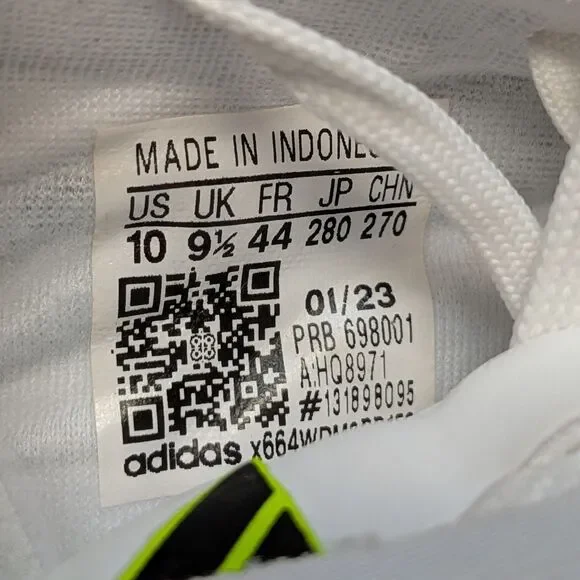 MADE IN
US UK FR JP CHN
10 9½ 44 280 270
01/23
PRB 698001
A:HQ8971
#131898095
adidas